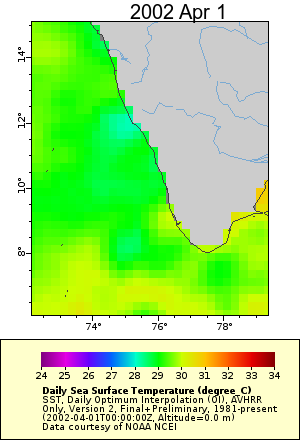 2002 Apr 1
14°
12°
10°
8°
74° 76° 78°
24 25 26 27 28 29 30 31 32 33 34
Daily Sea Surface Temperature (degree_C)
SST, Daily Optimum Interpolation (OI), AVHRR
Only, Version 2, Final+Preliminary, 1981-present
(2002-04-01T00:00:00Z, Altitude=0.0 m)
Data courtesy of NOAA NCEI